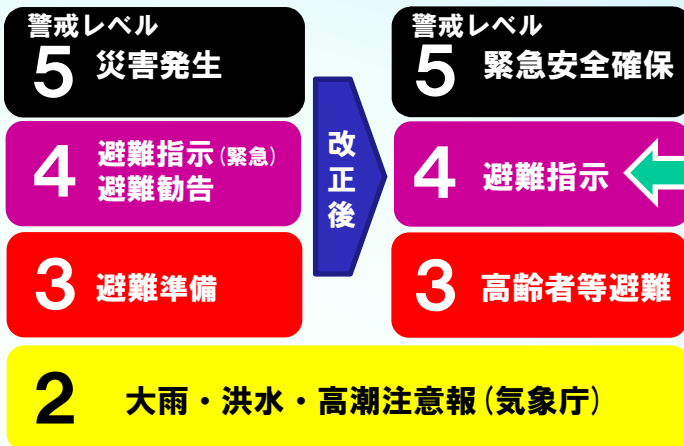 警戒レベル
5 災害発生
4 避難指示(緊急)
避難勧告
3 避難準備
改正後
警戒レベル
5 緊急安全確保
4 避難指示
3 高齢者等避難
2 大雨・洪水・高潮注意報(気象庁)